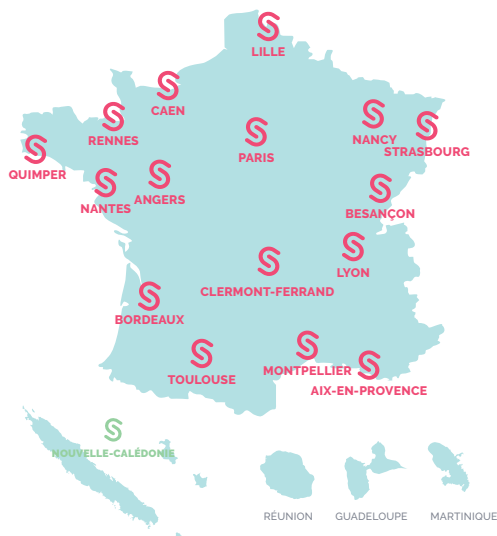 LILLE
CAEN
RENNES
PARIS
NANCY
STRASBOURG
QUIMPER
NANTES
ANGERS
BESANÇON
LYON
CLERMONT-FERRAND
BORDEAUX
TOULOUSE
MONTPELLIER
AIX-EN-PROVENCE
NOUVELLE-CALÉDONIE
RÉUNION
GUADELOUPE
MARTINIQUE